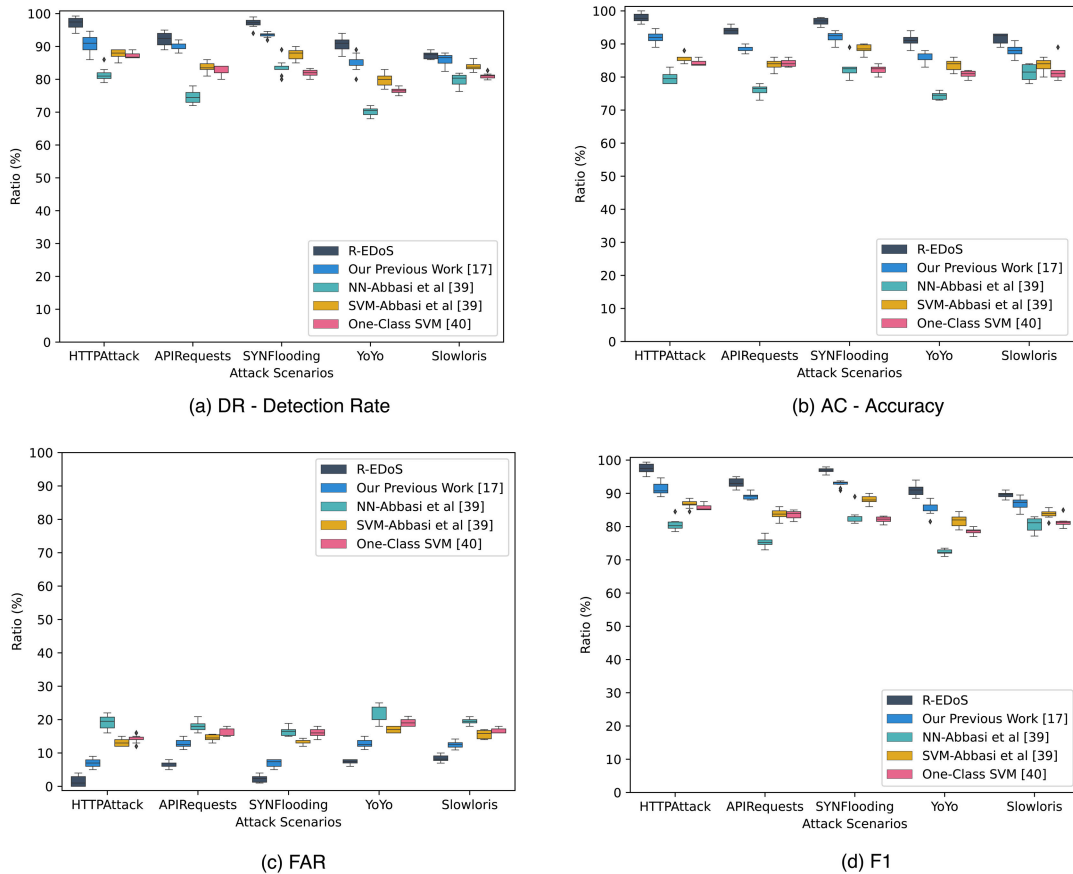 100
90
80
70
60
50
40
30
20
10
0
Ratio (%)
R-EDoS
Our Previous Work [17]
NN-Abbasi et al [39]
SVM-Abbasi et al [39]
One-Class SVM [40]
HTTPAttack APIRequests SYNFlooding YoYo Slowloris
Attack Scenarios
(a) DR - Detection Rate
100
90
80
70
60
50
40
30
20
10
0
Ratio (%)
R-EDoS
Our Previous Work [17]
NN-Abbasi et al [39]
SVM-Abbasi et al [39]
One-Class SVM [40]
HTTPAttack APIRequests SYNFlooding YoYo Slowloris
Attack Scenarios
(b) AC - Accuracy
100
90
80
70
60
50
40
30
20
10
0
Ratio (%)
R-EDoS
Our Previous Work [17]
NN-Abbasi et al [39]
SVM-Abbasi et al [39]
One-Class SVM [40]
HTTPAttack APIRequests SYNFlooding YoYo Slowloris
Attack Scenarios
(c) FAR
100
90
80
70
60
50
40
30
20
10
0
Ratio (%)
R-EDoS
Our Previous Work [17]
NN-Abbasi et al [39]
SVM-Abbasi et al [39]
One-Class SVM [40]
HTTPAttack APIRequests SYNFlooding YoYo Slowloris
Attack Scenarios
(d) F1